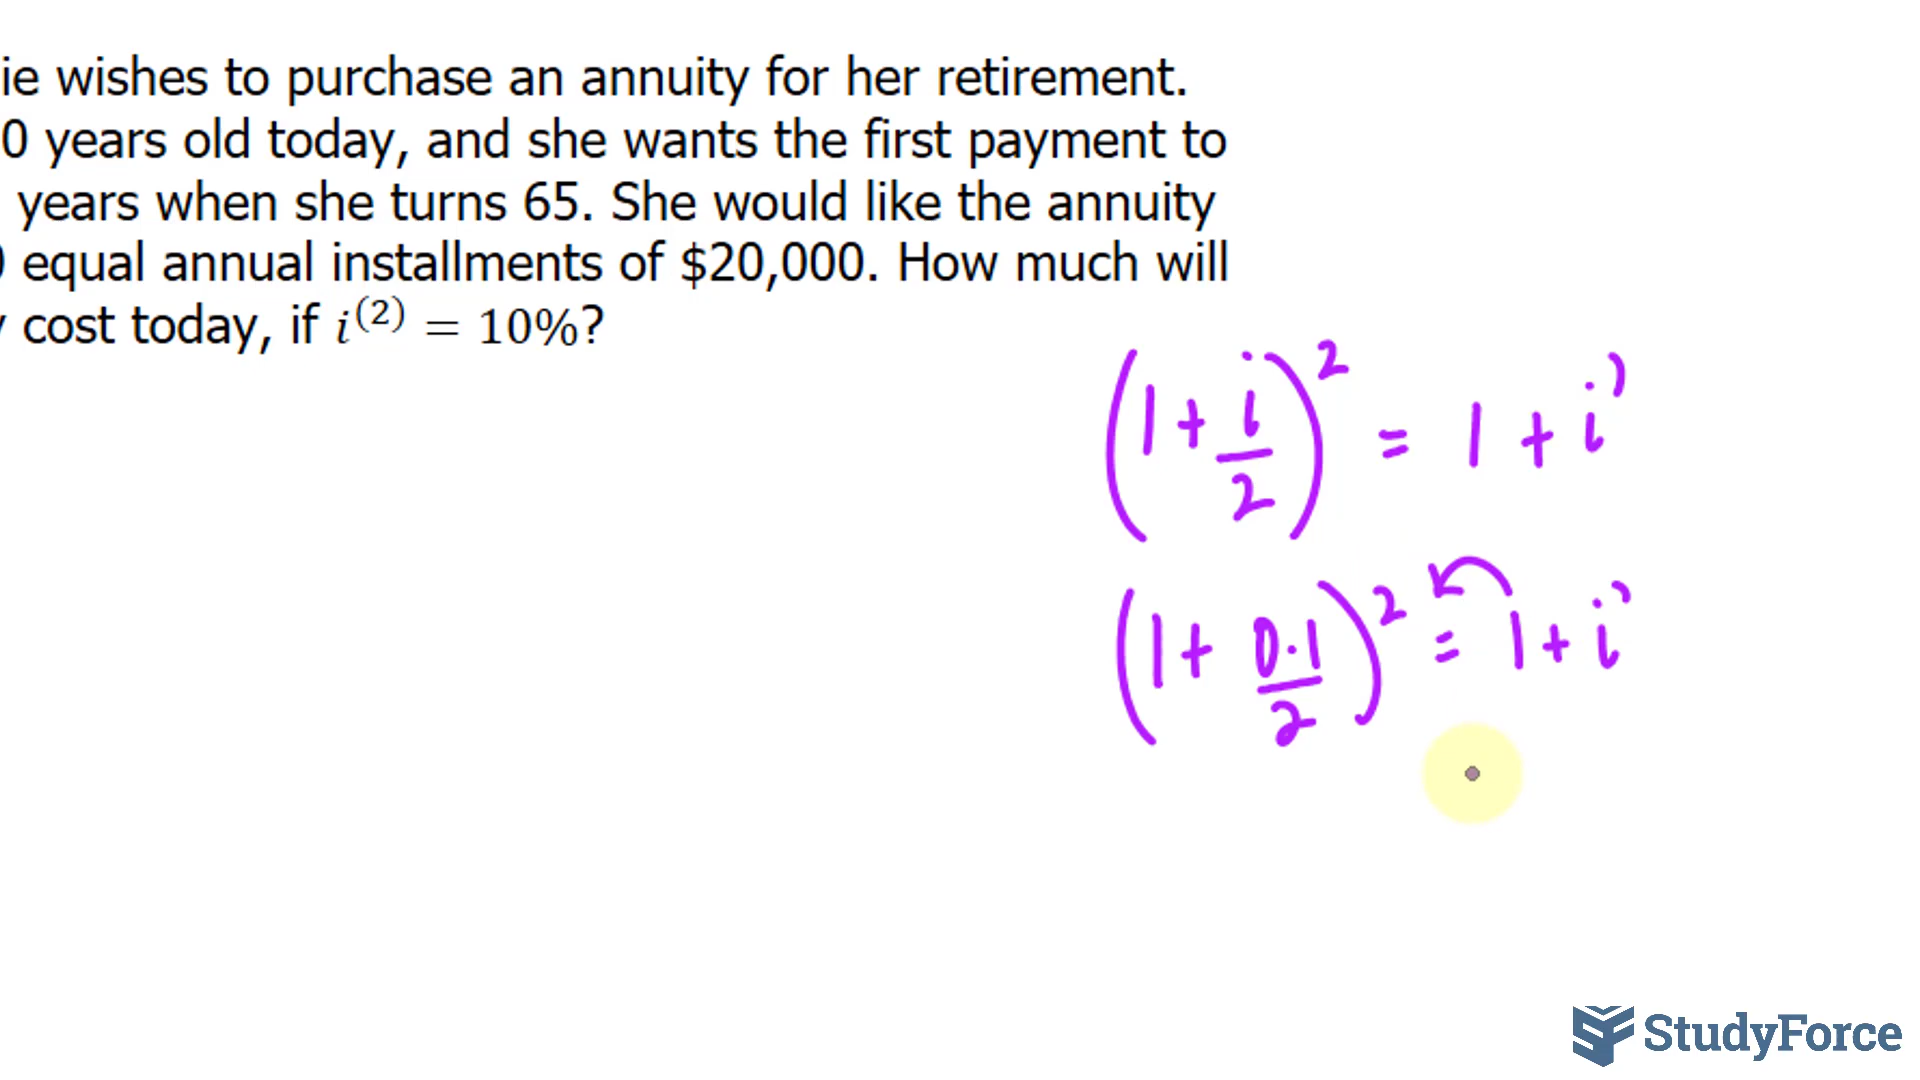 ie wishes to purchase an annuity for her retirement.
0 years old today, and she wants the first payment to
years when she turns 65. She would like the annuity
equal annual installments of $20,000. How much will
cost today, if i^(2) = 10%?
(1 + i/2)^2 = 1 + i'
(1 + 0.1/2)^2 = 1 + i'
StudyForce